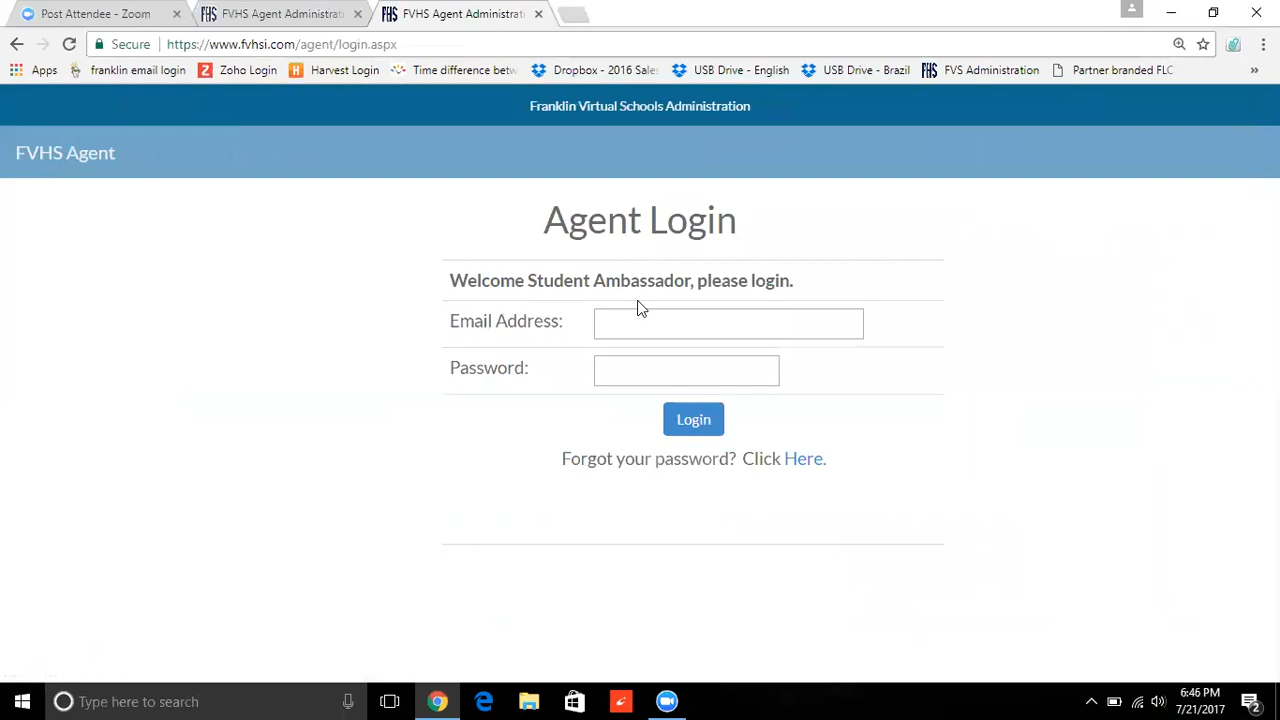 Post Attendee - Zoom
FVHS Agent Administrat
FVHS Agent Administrat
Secure
https://www.fvhsi.com/agent/login.aspx
Apps
franklin email login
Zoho Login
Harvest Login
Time difference betw
Dropbox - 2016 Sales
USB Drive - English
USB Drive - Brazil
FVS Administration
Partner branded FLC
Franklin Virtual Schools Administration
FVHS Agent
Agent Login
Welcome Student Ambassador, please login.
Email Address:
Password:
Login
Forgot your password? Click Here.
Type here to search
6:46 PM
7/21/2017
2